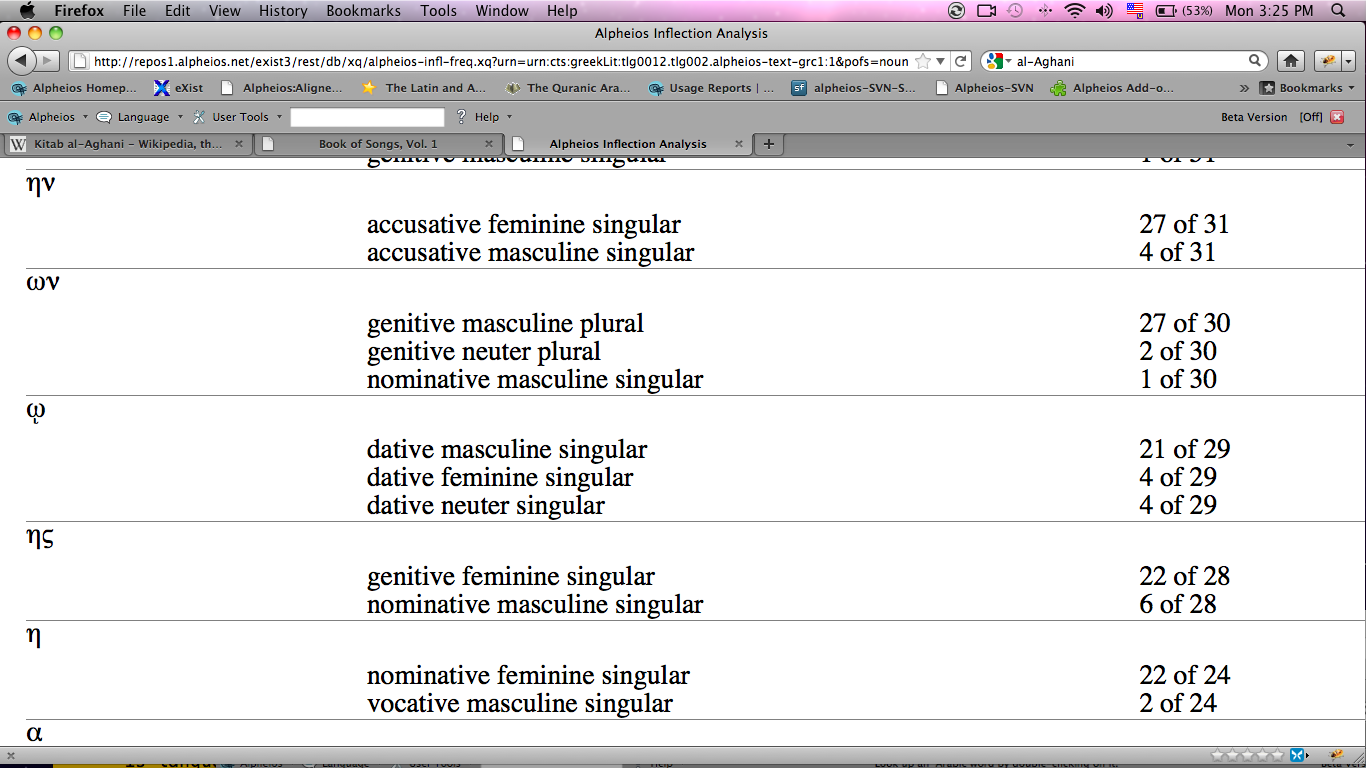 Firefox File Edit View History Bookmarks Tools Window Help (53%) Mon 3:25 PM
Alpheios Inflection Analysis
http://repos1.alpheios.net/exist3/rest/db/xq/alpheios-infl-freq.xq?urn=urn:cts:greekLit:tlg0012.tlg002.alpheios-text-grc1:1&pofs=noun al-Aghani
Alpheios Homep... eXist Alpheios:Aligne... The Latin and A... The Quranic Ara... Usage Reports | ... alpheios-SVN-S... Alpheios-SVN Alpheios Add-o... » Bookmarks
Alpheios Language User Tools ? Help Beta Version [Off]
Kitab al-Aghani – Wikipedia, th... Book of Songs, Vol. 1 Alpheios Inflection Analysis +
genitive masculine singular 1 of 31
ην
accusative feminine singular 27 of 31
accusative masculine singular 4 of 31
ων
genitive masculine plural 27 of 30
genitive neuter plural 2 of 30
nominative masculine singular 1 of 30
ῳ
dative masculine singular 21 of 29
dative feminine singular 4 of 29
dative neuter singular 4 of 29
ης
genitive feminine singular 22 of 28
nominative masculine singular 6 of 28
η
nominative feminine singular 22 of 24
vocative masculine singular 2 of 24
α